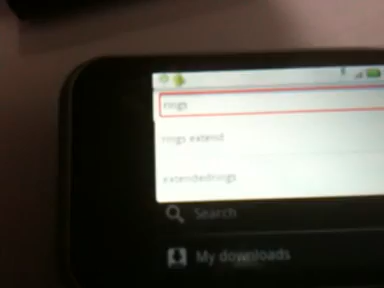 rings
rings extend
extendedrings
Search
My downloads